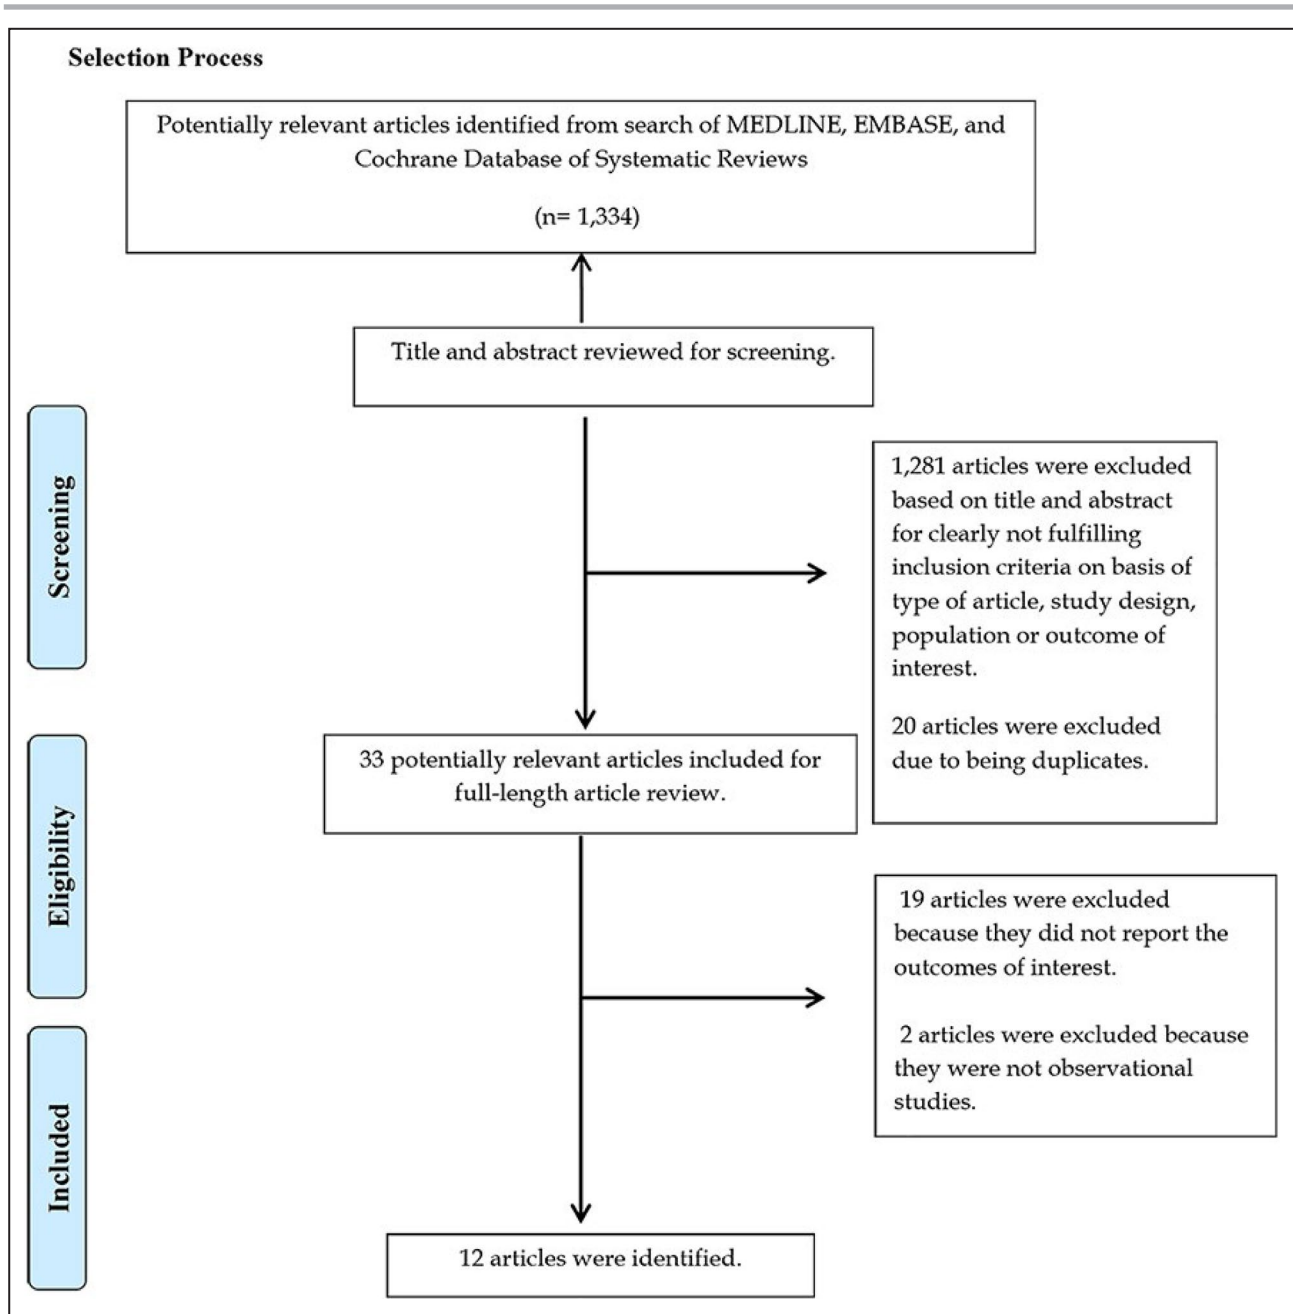 Selection Process
Potentially relevant articles identified from search of MEDLINE, EMBASE, and
Cochrane Database of Systematic Reviews
(n= 1,334)
Title and abstract reviewed for screening.
Screening
1,281 articles were excluded
based on title and abstract
for clearly not fulfilling
inclusion criteria on basis of
type of article, study design,
population or outcome of
interest.
20 articles were excluded
due to being duplicates.
33 potentially relevant articles included for
full-length article review.
Eligibility
19 articles were excluded
because they did not report the
outcomes of interest.
2 articles were excluded because
they were not observational
studies.
Included
12 articles were identified.